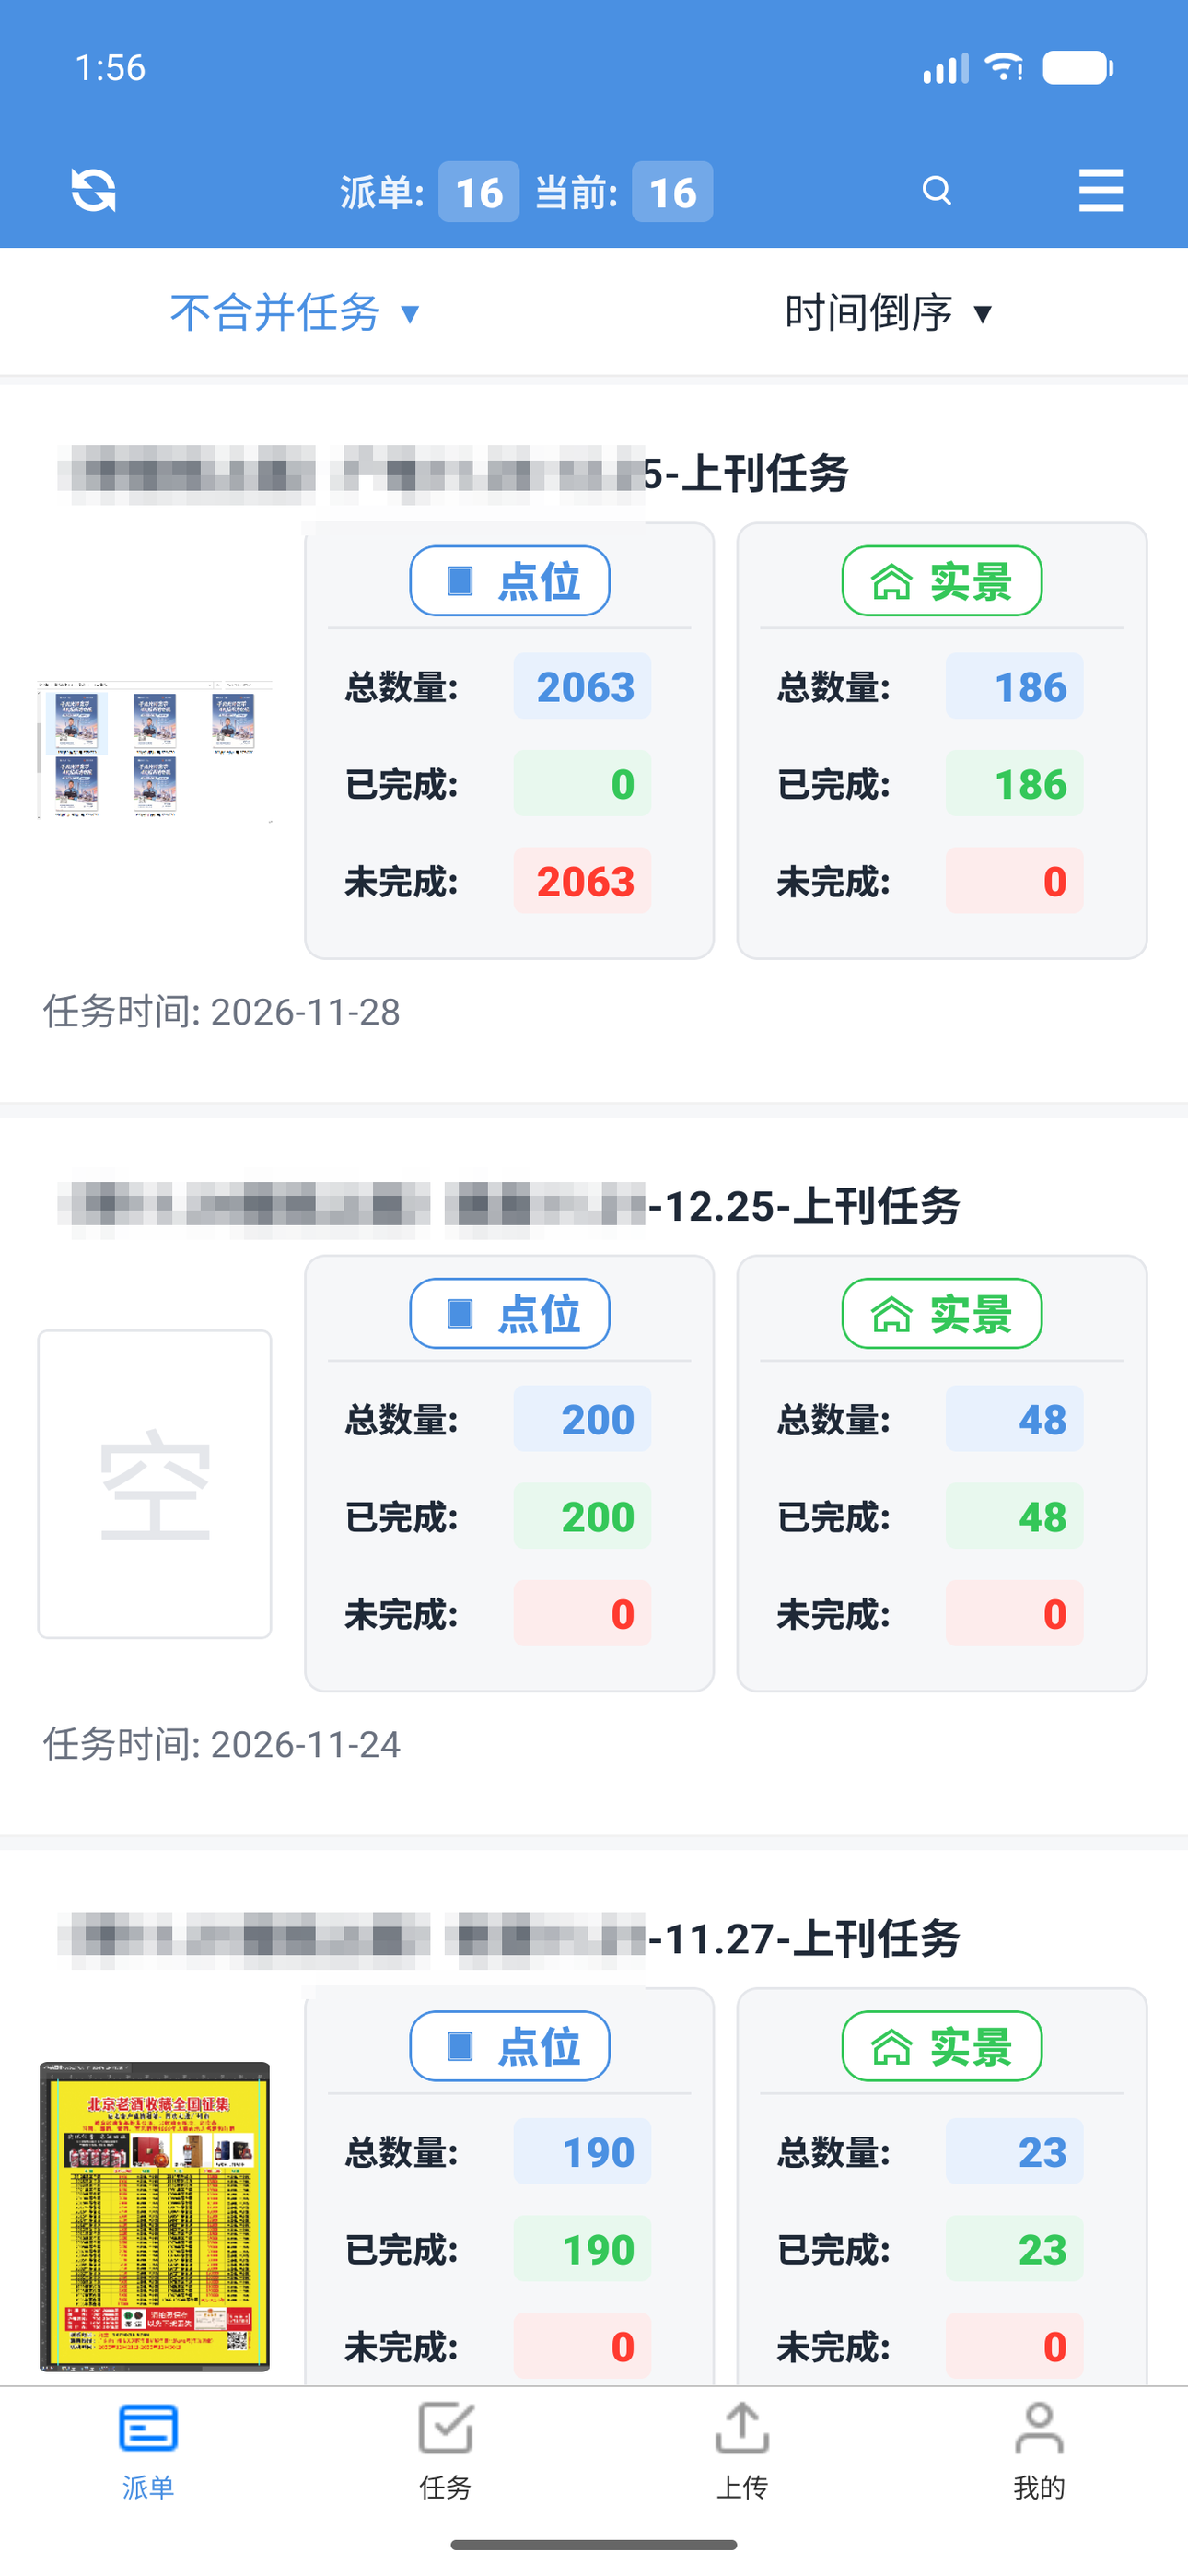 1:56
派单: 16 当前: 16
不合并任务 ▼ 时间倒序 ▼
5-上刊任务
点位 实景
总数量: 2063 总数量: 186
已完成: 0 已完成: 186
未完成: 2063 未完成: 0
任务时间: 2026-11-28
-12.25-上刊任务
空
点位 实景
总数量: 200 总数量: 48
已完成: 200 已完成: 48
未完成: 0 未完成: 0
任务时间: 2026-11-24
-11.27-上刊任务
北京老酒收藏全国征集
点位 实景
总数量: 190 总数量: 23
已完成: 190 已完成: 23
未完成: 0 未完成: 0
派单 任务 上传 我的